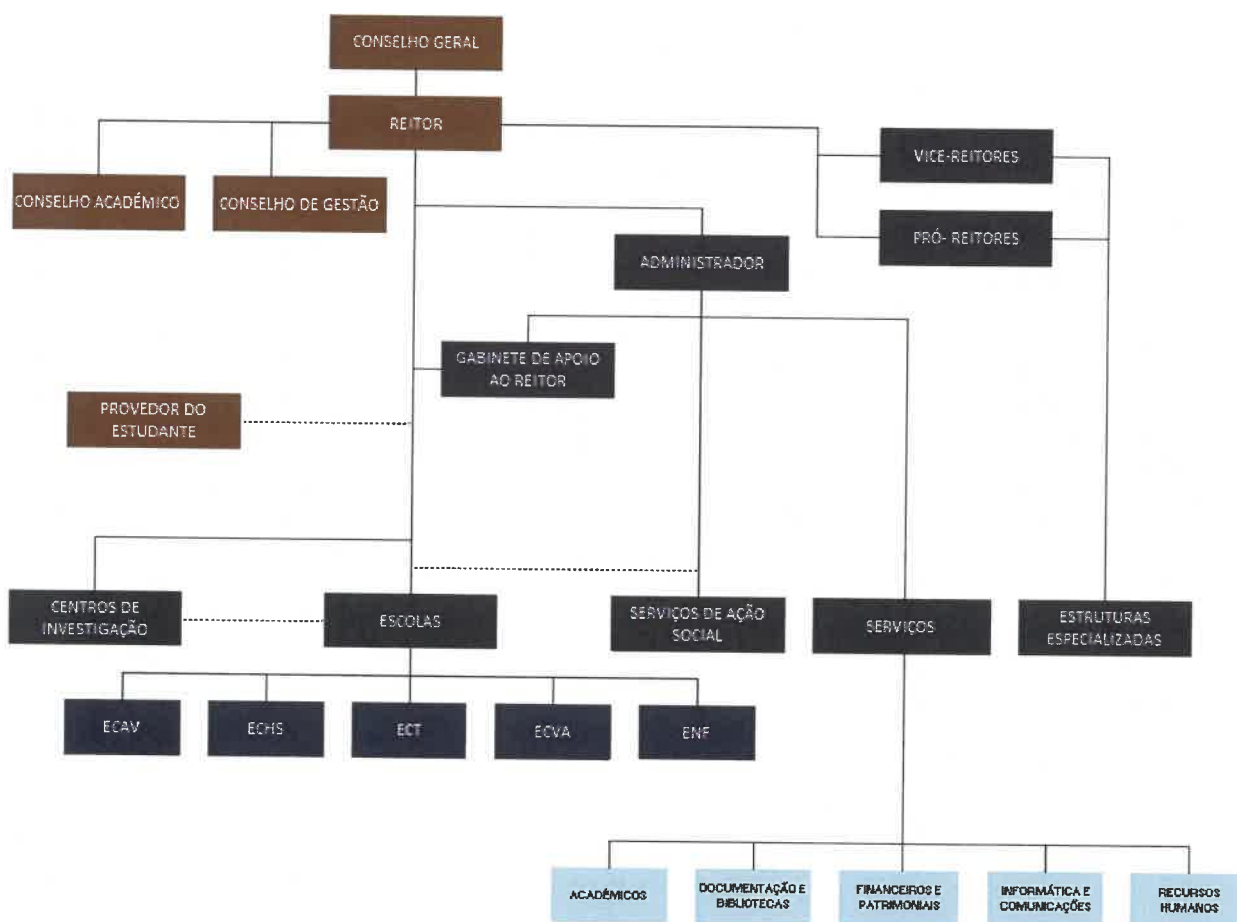 CONSELHO GERAL
REITOR
VICE-REITORES
CONSELHO ACADÉMICO
CONSELHO DE GESTÃO
PRÓ- REITORES
ADMINISTRADOR
GABINETE DE APOIO
AO REITOR
PROVEDOR DO
ESTUDANTE
CENTROS DE
INVESTIGAÇÃO
ESCOLAS
SERVIÇOS DE AÇÃO
SOCIAL
SERVIÇOS
ESTRUTURAS
ESPECIALIZADAS
ECAV
ECHS
ECT
ECVA
ENF
ACADÉMICOS
DOCUMENTAÇÃO E
BIBLIOTECAS
FINANCEIROS E
PATRIMONIAIS
INFORMÁTICA E
COMUNICAÇÕES
RECURSOS
HUMANOS